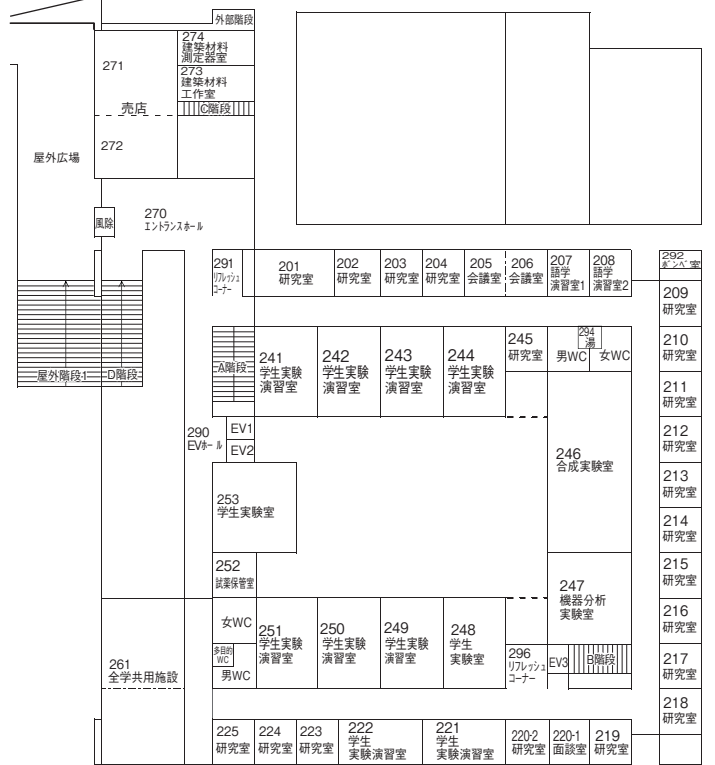 外部階段
274
建築材料
測定器室
271
273
建築材料
工作室
売店
C階段
272
屋外広場
風除
270
エントランスホール
291
リフレッシュ
コーナー
201
研究室
202
研究室
203
研究室
204
研究室
205
会議室
206
会議室
207
語学
演習室1
208
語学
演習室2
292
ボンベ室
209
研究室
210
研究室
211
研究室
212
研究室
213
研究室
214
研究室
215
研究室
216
研究室
217
研究室
218
研究室
屋外階段1
D階段
A階段
241
学生実験
演習室
242
学生実験
演習室
243
学生実験
演習室
244
学生実験
演習室
245
研究室
294
湯
男WC
女WC
290
EVホール
EV1
EV2
246
合成実験室
253
学生実験室
252
試薬保管室
247
機器分析
実験室
女WC
多目的
WC
男WC
251
学生実験
演習室
250
学生実験
演習室
249
学生実験
演習室
248
学生
実験室
296
リフレッシュ
コーナー
EV3
B階段
261
全学共用施設
225
研究室
224
研究室
223
研究室
222
学生
実験演習室
221
学生
実験演習室
220-2
研究室
220-1
面談室
219
研究室